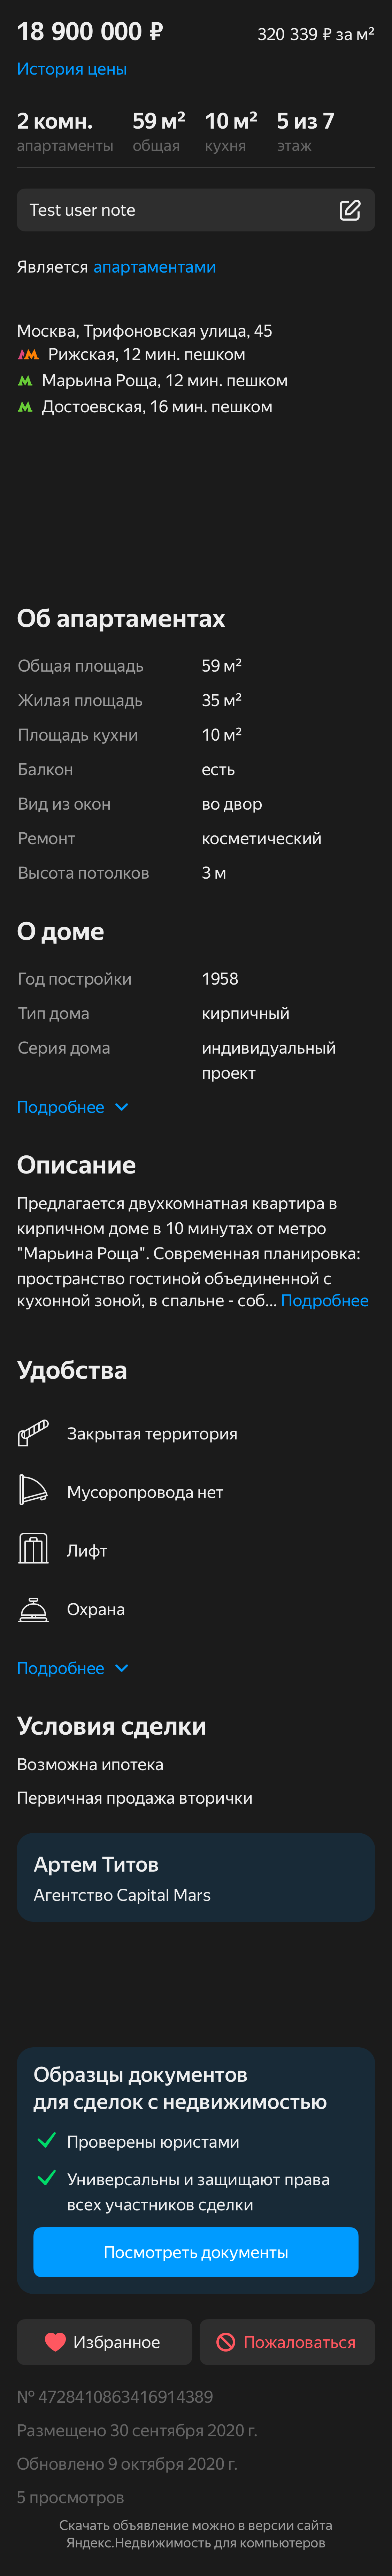 18 900 000 ₽
320 339 ₽ за м²
История цены
2 комн.
59 м²
10 м²
5 из 7
апартаменты
общая
кухня
этаж
Test user note
Является апартаментами
Москва, Трифоновская улица, 45
Рижская, 12 мин. пешком
Марьина Роща, 12 мин. пешком
Достоевская, 16 мин. пешком
Об апартаментах
Общая площадь 59 м²
Жилая площадь 35 м²
Площадь кухни 10 м²
Балкон есть
Вид из окон во двор
Ремонт косметический
Высота потолков 3 м
О доме
Год постройки 1958
Тип дома кирпичный
Серия дома индивидуальный
проект
Подробнее
Описание
Предлагается двухкомнатная квартира в
кирпичном доме в 10 минутах от метро
"Марьина Роща". Современная планировка:
пространство гостиной объединенной с
кухонной зоной, в спальне - соб... Подробнее
Удобства
Закрытая территория
Мусоропровода нет
Лифт
Охрана
Подробнее
Условия сделки
Возможна ипотека
Первичная продажа вторички
Артем Титов
Агентство Capital Mars
Образцы документов
для сделок с недвижимостью
Проверены юристами
Универсальны и защищают права
всех участников сделки
Посмотреть документы
Избранное
Пожаловаться
№ 4728410863416914389
Размещено 30 сентября 2020 г.
Обновлено 9 октября 2020 г.
5 просмотров
Скачать объявление можно в версии сайта
Яндекс.Недвижимость для компьютеров